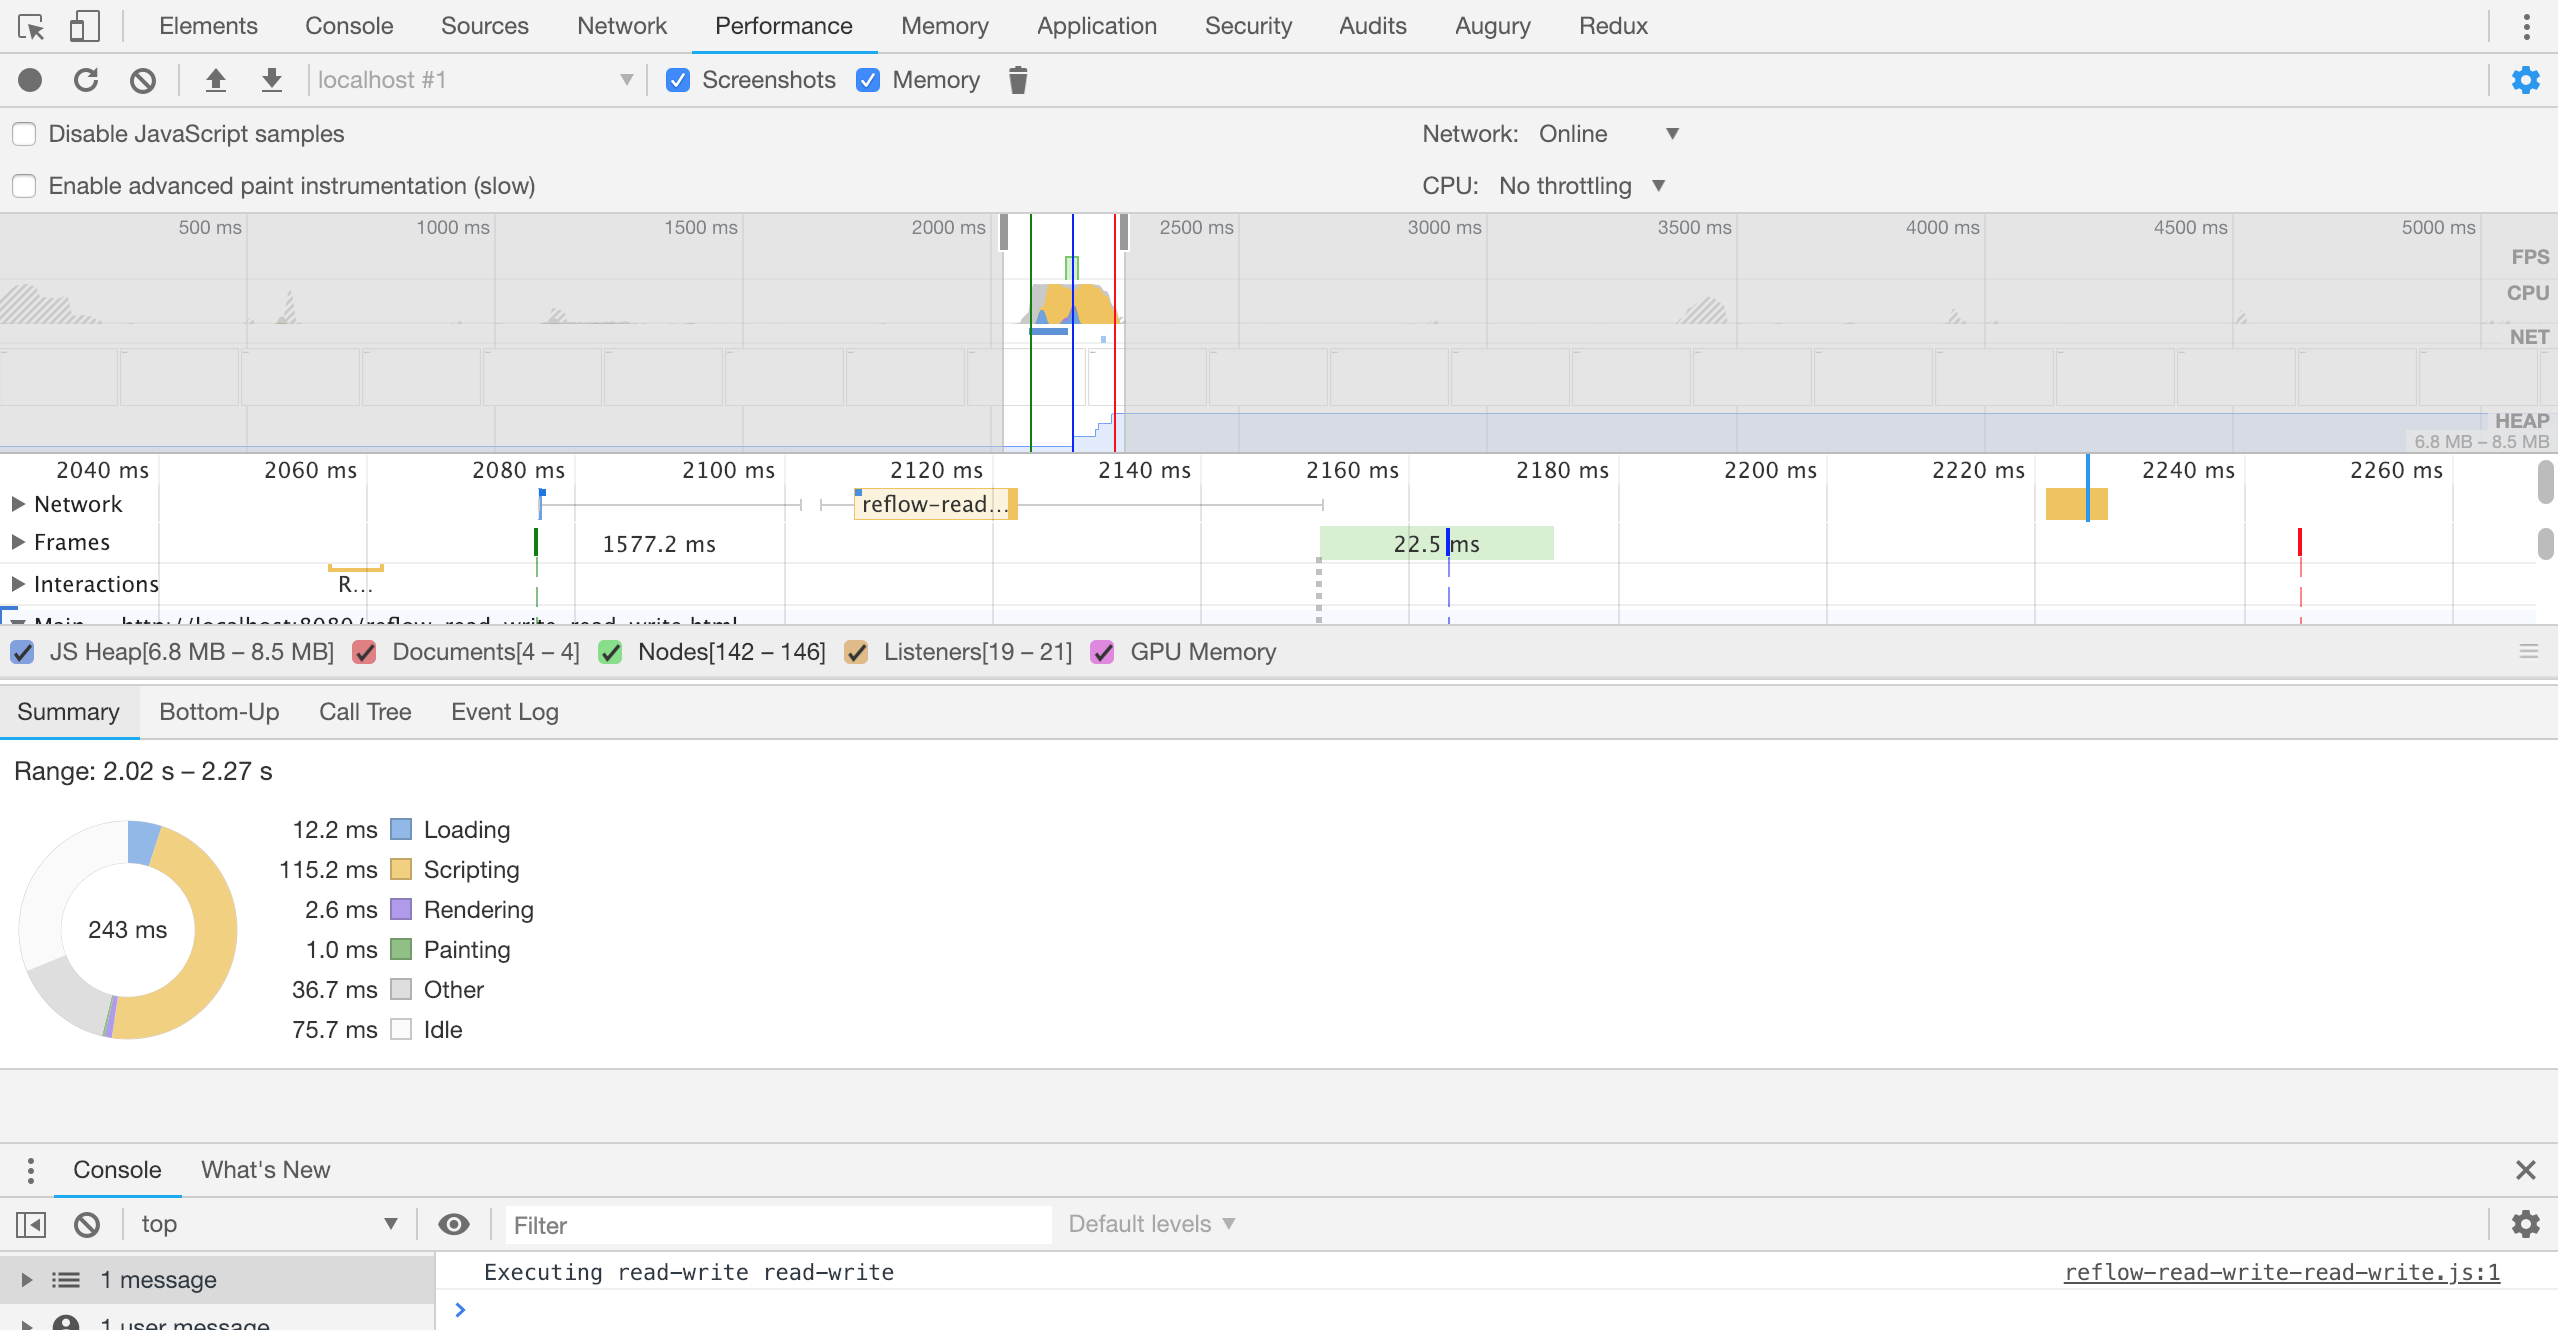 Elements Console Sources Network Performance Memory Application Security Audits Augury Redux
localhost #1 Screenshots Memory
Disable JavaScript samples Network: Online
Enable advanced paint instrumentation (slow) CPU: No throttling
500 ms 1000 ms 1500 ms 2000 ms 2500 ms 3000 ms 3500 ms 4000 ms 4500 ms 5000 ms
FPS
CPU
NET
HEAP
6.8 MB – 8.5 MB
2040 ms 2060 ms 2080 ms 2100 ms 2120 ms 2140 ms 2160 ms 2180 ms 2200 ms 2220 ms 2240 ms 2260 ms
Network reflow-read…
Frames 1577.2 ms 22.5 ms
Interactions R…
Main — http://localhost:8080/reflow_read_write_read_write.html
JS Heap[6.8 MB – 8.5 MB] Documents[4 – 4] Nodes[142 – 146] Listeners[19 – 21] GPU Memory
Summary Bottom-Up Call Tree Event Log
Range: 2.02 s – 2.27 s
243 ms
12.2 ms Loading
115.2 ms Scripting
2.6 ms Rendering
1.0 ms Painting
36.7 ms Other
75.7 ms Idle
Console What's New
top Filter Default levels
1 message Executing read-write read-write reflow-read-write-read-write.js:1
1 user message